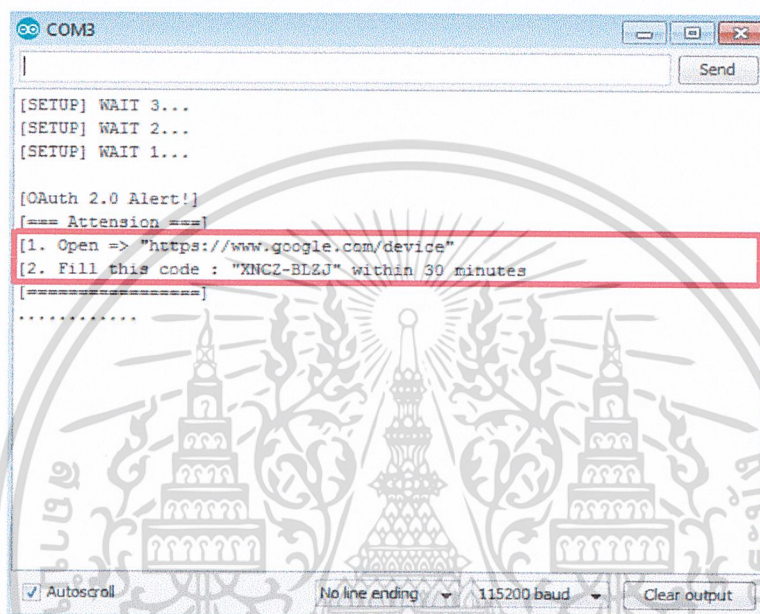 COM3
Send
[SETUP] WAIT 3...
[SETUP] WAIT 2...
[SETUP] WAIT 1...
[OAuth 2.0 Alert!]
[=== Attension ===]
[1. Open => "https://www.google.com/device"
[2. Fill this code : "XNCZ-BLZJ" within 30 minutes
[=================]
............
Autoscroll
No line ending
115200 baud
Clear output